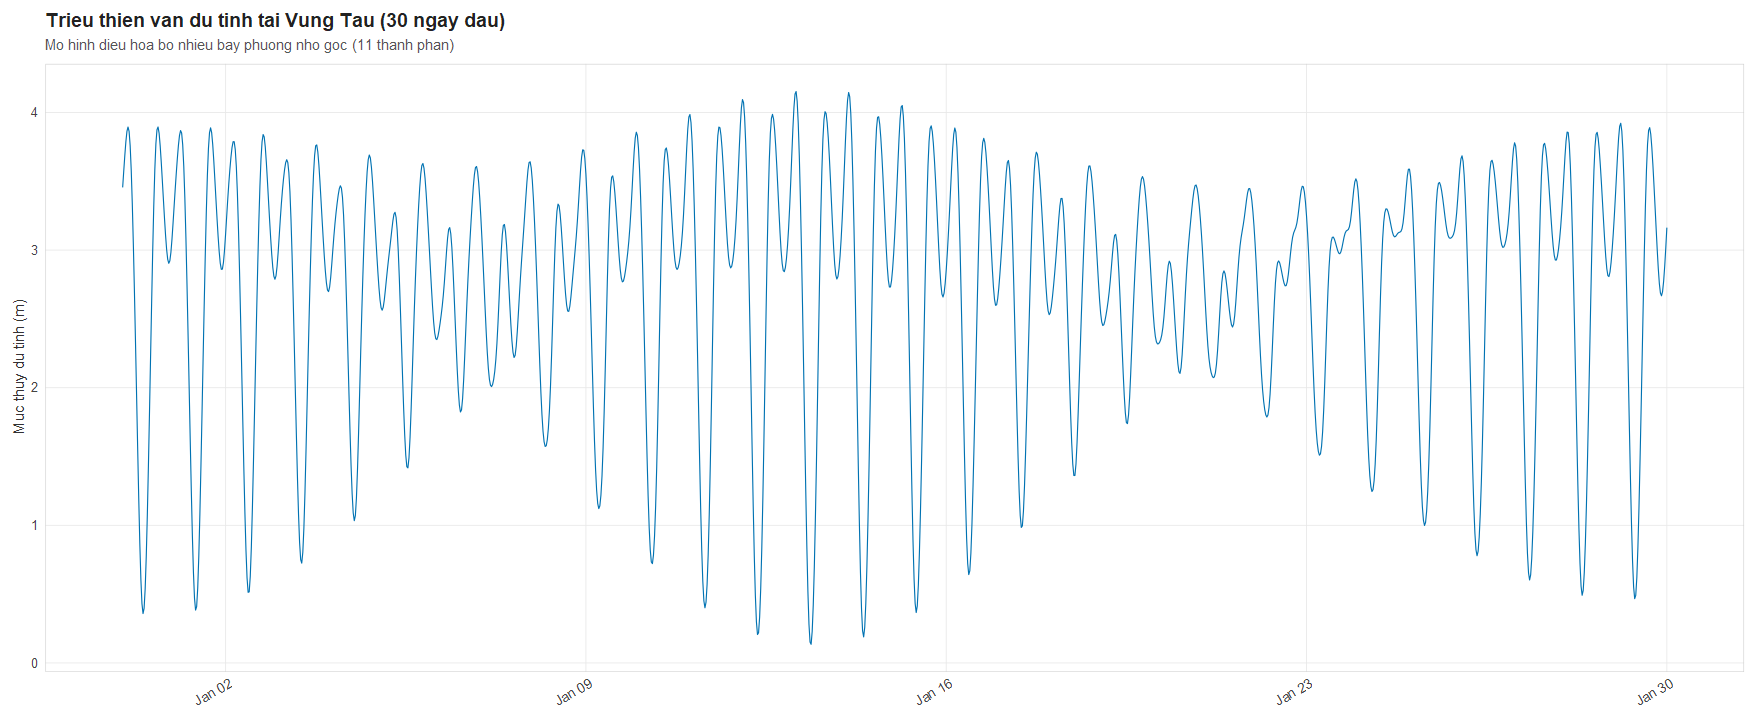 Trieu thien van du tinh tai Vung Tau (30 ngay dau)
Mo hinh dieu hoa bo nhieu bay phuong nho goc (11 thanh phan)
Muc thuy du tinh (m)
4
3
2
1
0
Jan 02
Jan 09
Jan 16
Jan 23
Jan 30